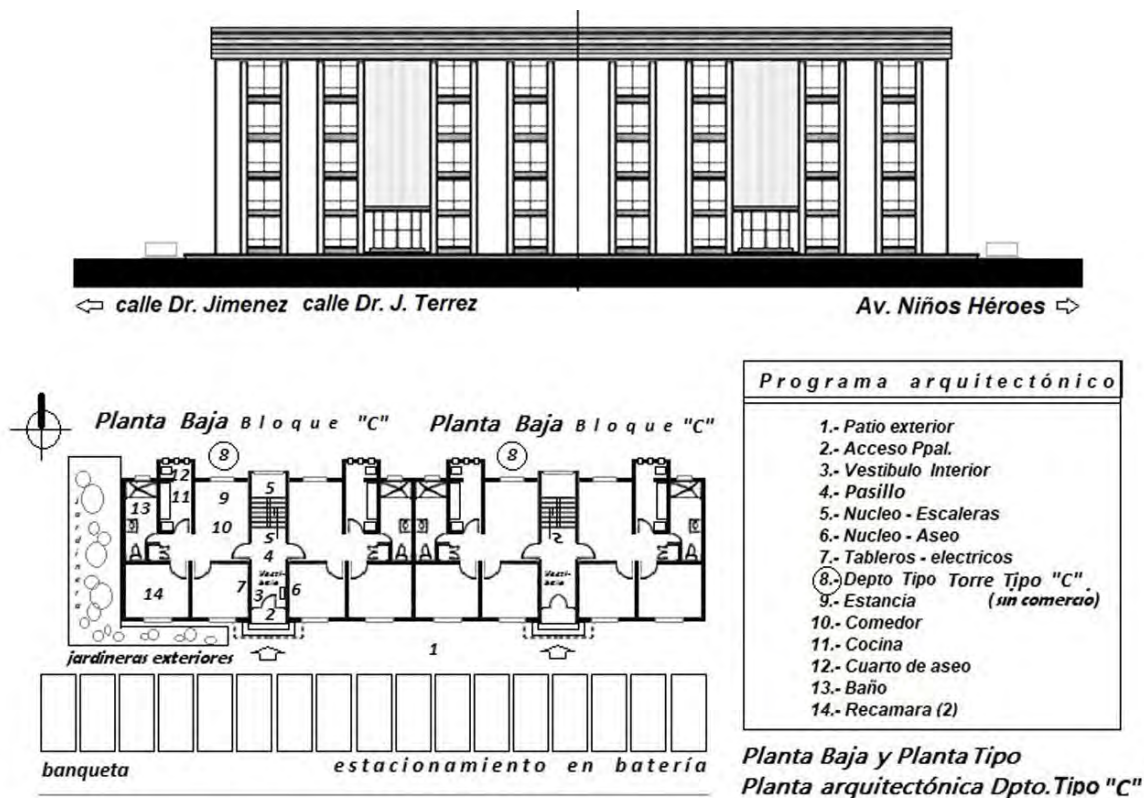 calle Dr. Jimenez calle Dr. J. Terrez
Av. Niños Héroes
Planta Baja Bloque "C"
Planta Baja Bloque "C"
8
8
12
11
9
5
13
10
S
4
Vestibulo
14
7
3
6
2
jardinera
S
Vestibulo
jardineras exteriores
1
banqueta
estacionamiento en batería
Programa arquitectónico
1.- Patio exterior
2.- Acceso Ppal.
3.- Vestibulo Interior
4.- Pasillo
5.- Nucleo - Escaleras
6.- Nucleo - Aseo
7.- Tableros - electricos
8.- Depto Tipo Torre Tipo "C"
(sin comercio)
9.- Estancia
10.- Comedor
11.- Cocina
12.- Cuarto de aseo
13.- Baño
14.- Recamara (2)
Planta Baja y Planta Tipo
Planta arquitectónica Dpto. Tipo "C"